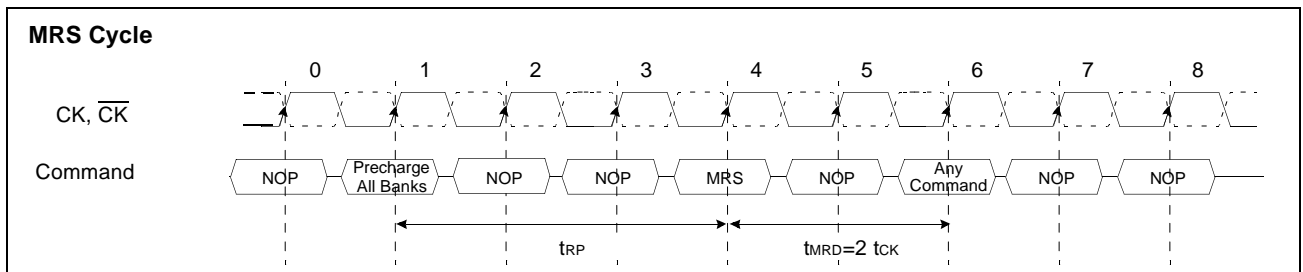 MRS Cycle
0 1 2 3 4 5 6 7 8
CK, C̅K̅
Command
NOP Precharge All Banks NOP NOP MRS NOP Any Command NOP NOP
tRP tMRD=2 tCK